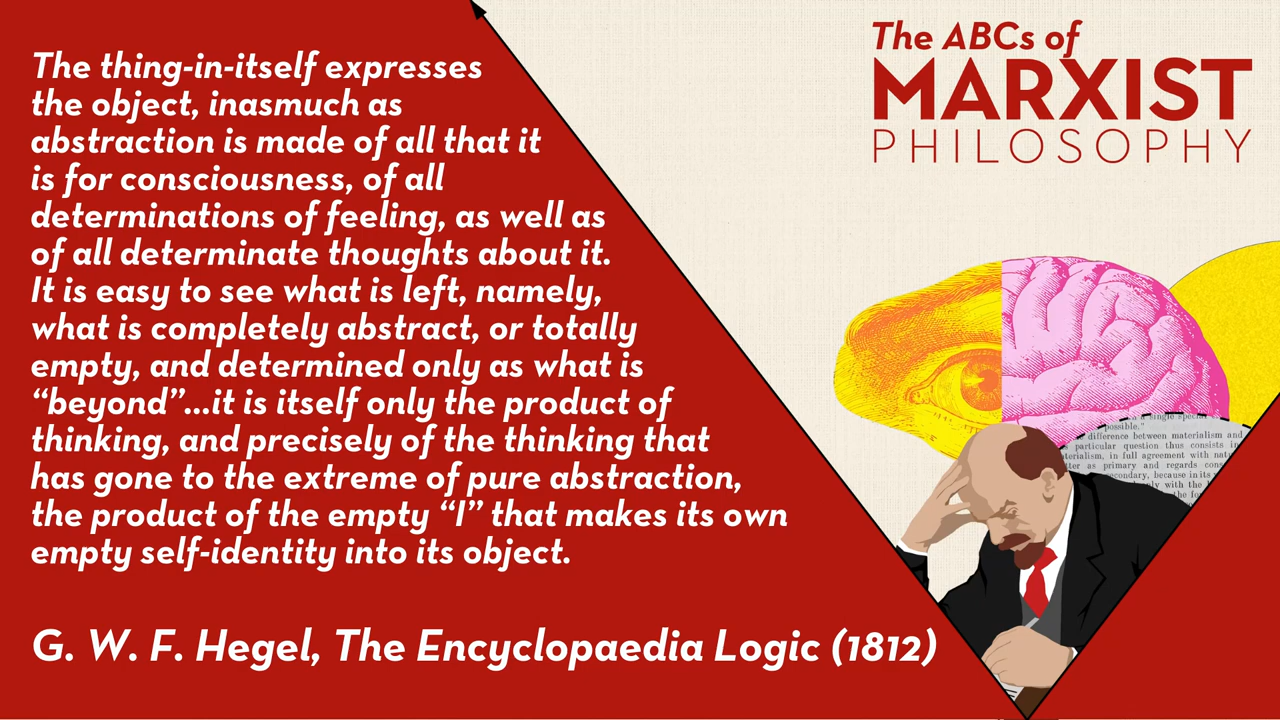 The thing-in-itself expresses
the object, inasmuch as
abstraction is made of all that it
is for consciousness, of all
determinations of feeling, as well as
of all determinate thoughts about it.
It is easy to see what is left, namely,
what is completely abstract, or totally
empty, and determined only as what is
“beyond”...it is itself only the product of
thinking, and precisely of the thinking that
has gone to the extreme of pure abstraction,
the product of the empty “I” that makes its own
empty self-identity into its object.
G. W. F. Hegel, The Encyclopaedia Logic (1812)
The ABCs of
MARXIST
PHILOSOPHY
a single
possible."
difference between materialism and
particular question thus consists in
in full agreement with
as primary and regards
because in its
with the